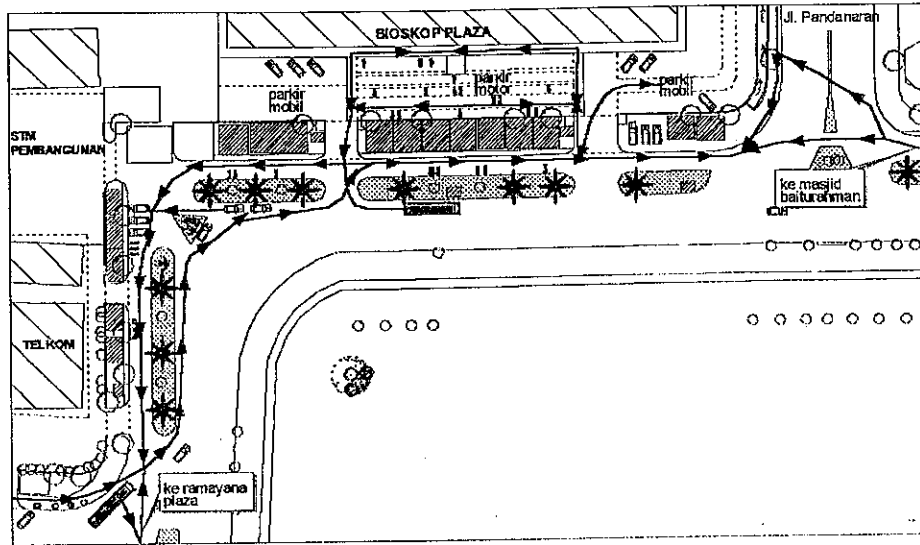 Jl. Pandanaran
BIOSKOP PLAZA
parkir
mobil
parkir
motor
parkir
mobil
STM
PEMBANGUNAN
ke masjid
baiturahman
TELKOM
ke ramayana
plaza